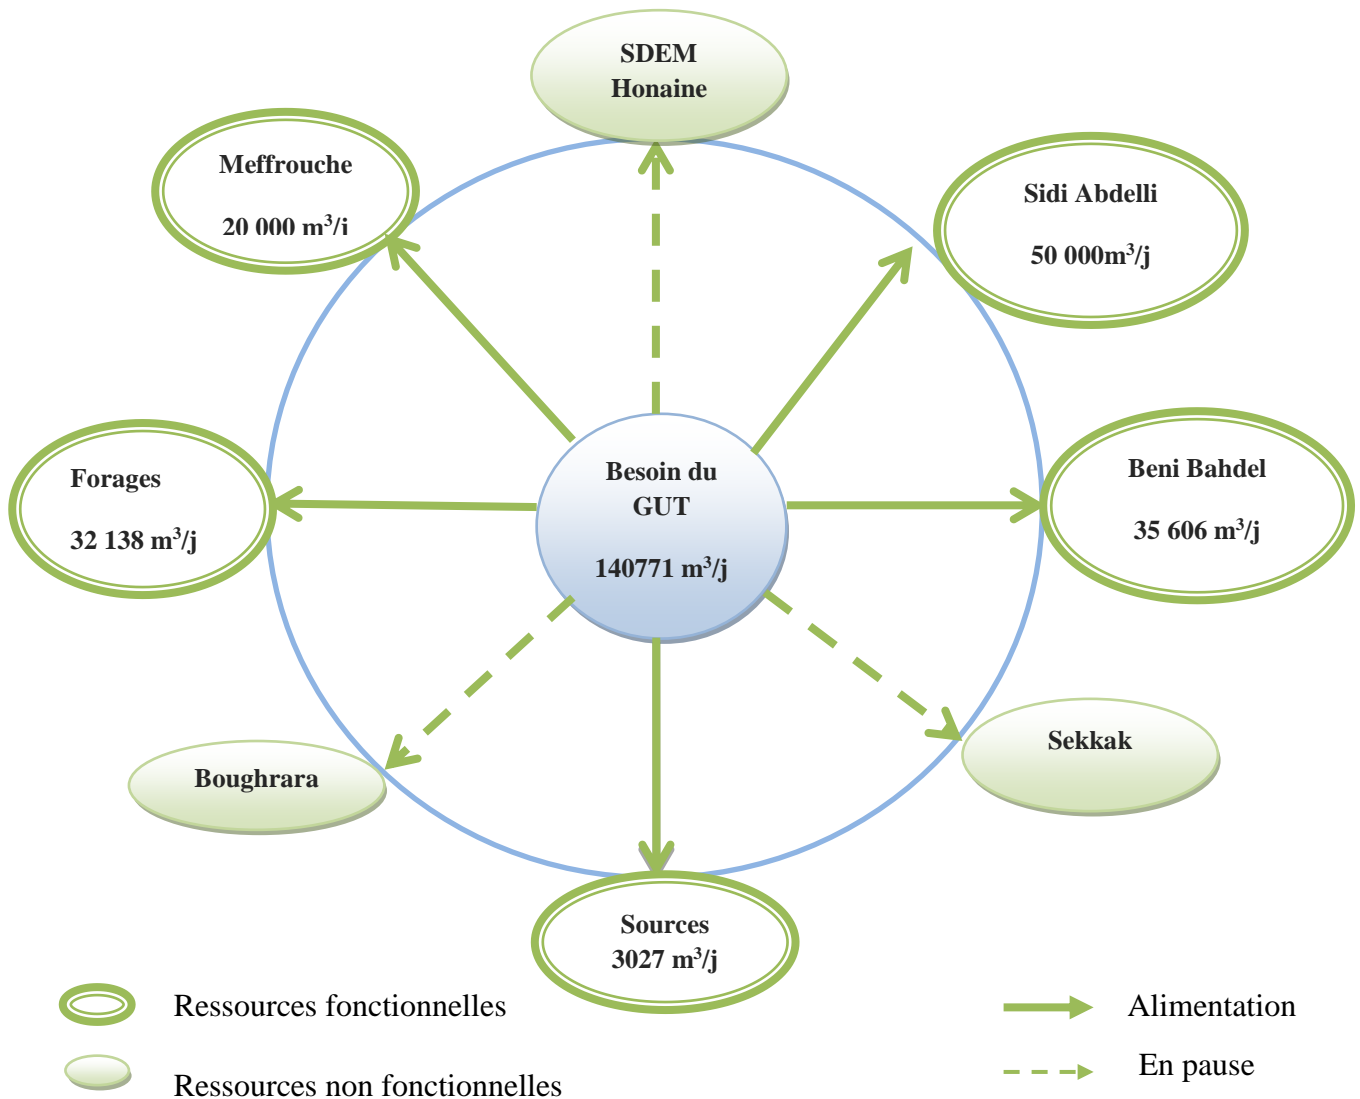 SDEM
Honaine
Meffrouche
20 000 m³/j
Sidi Abdelli
50 000m³/j
Forages
32 138 m³/j
Besoin du
GUT
140771 m³/j
Beni Bahdel
35 606 m³/j
Boughrara
Sekkak
Sources
3027 m³/j
Ressources fonctionnelles
Alimentation
Ressources non fonctionnelles
En pause